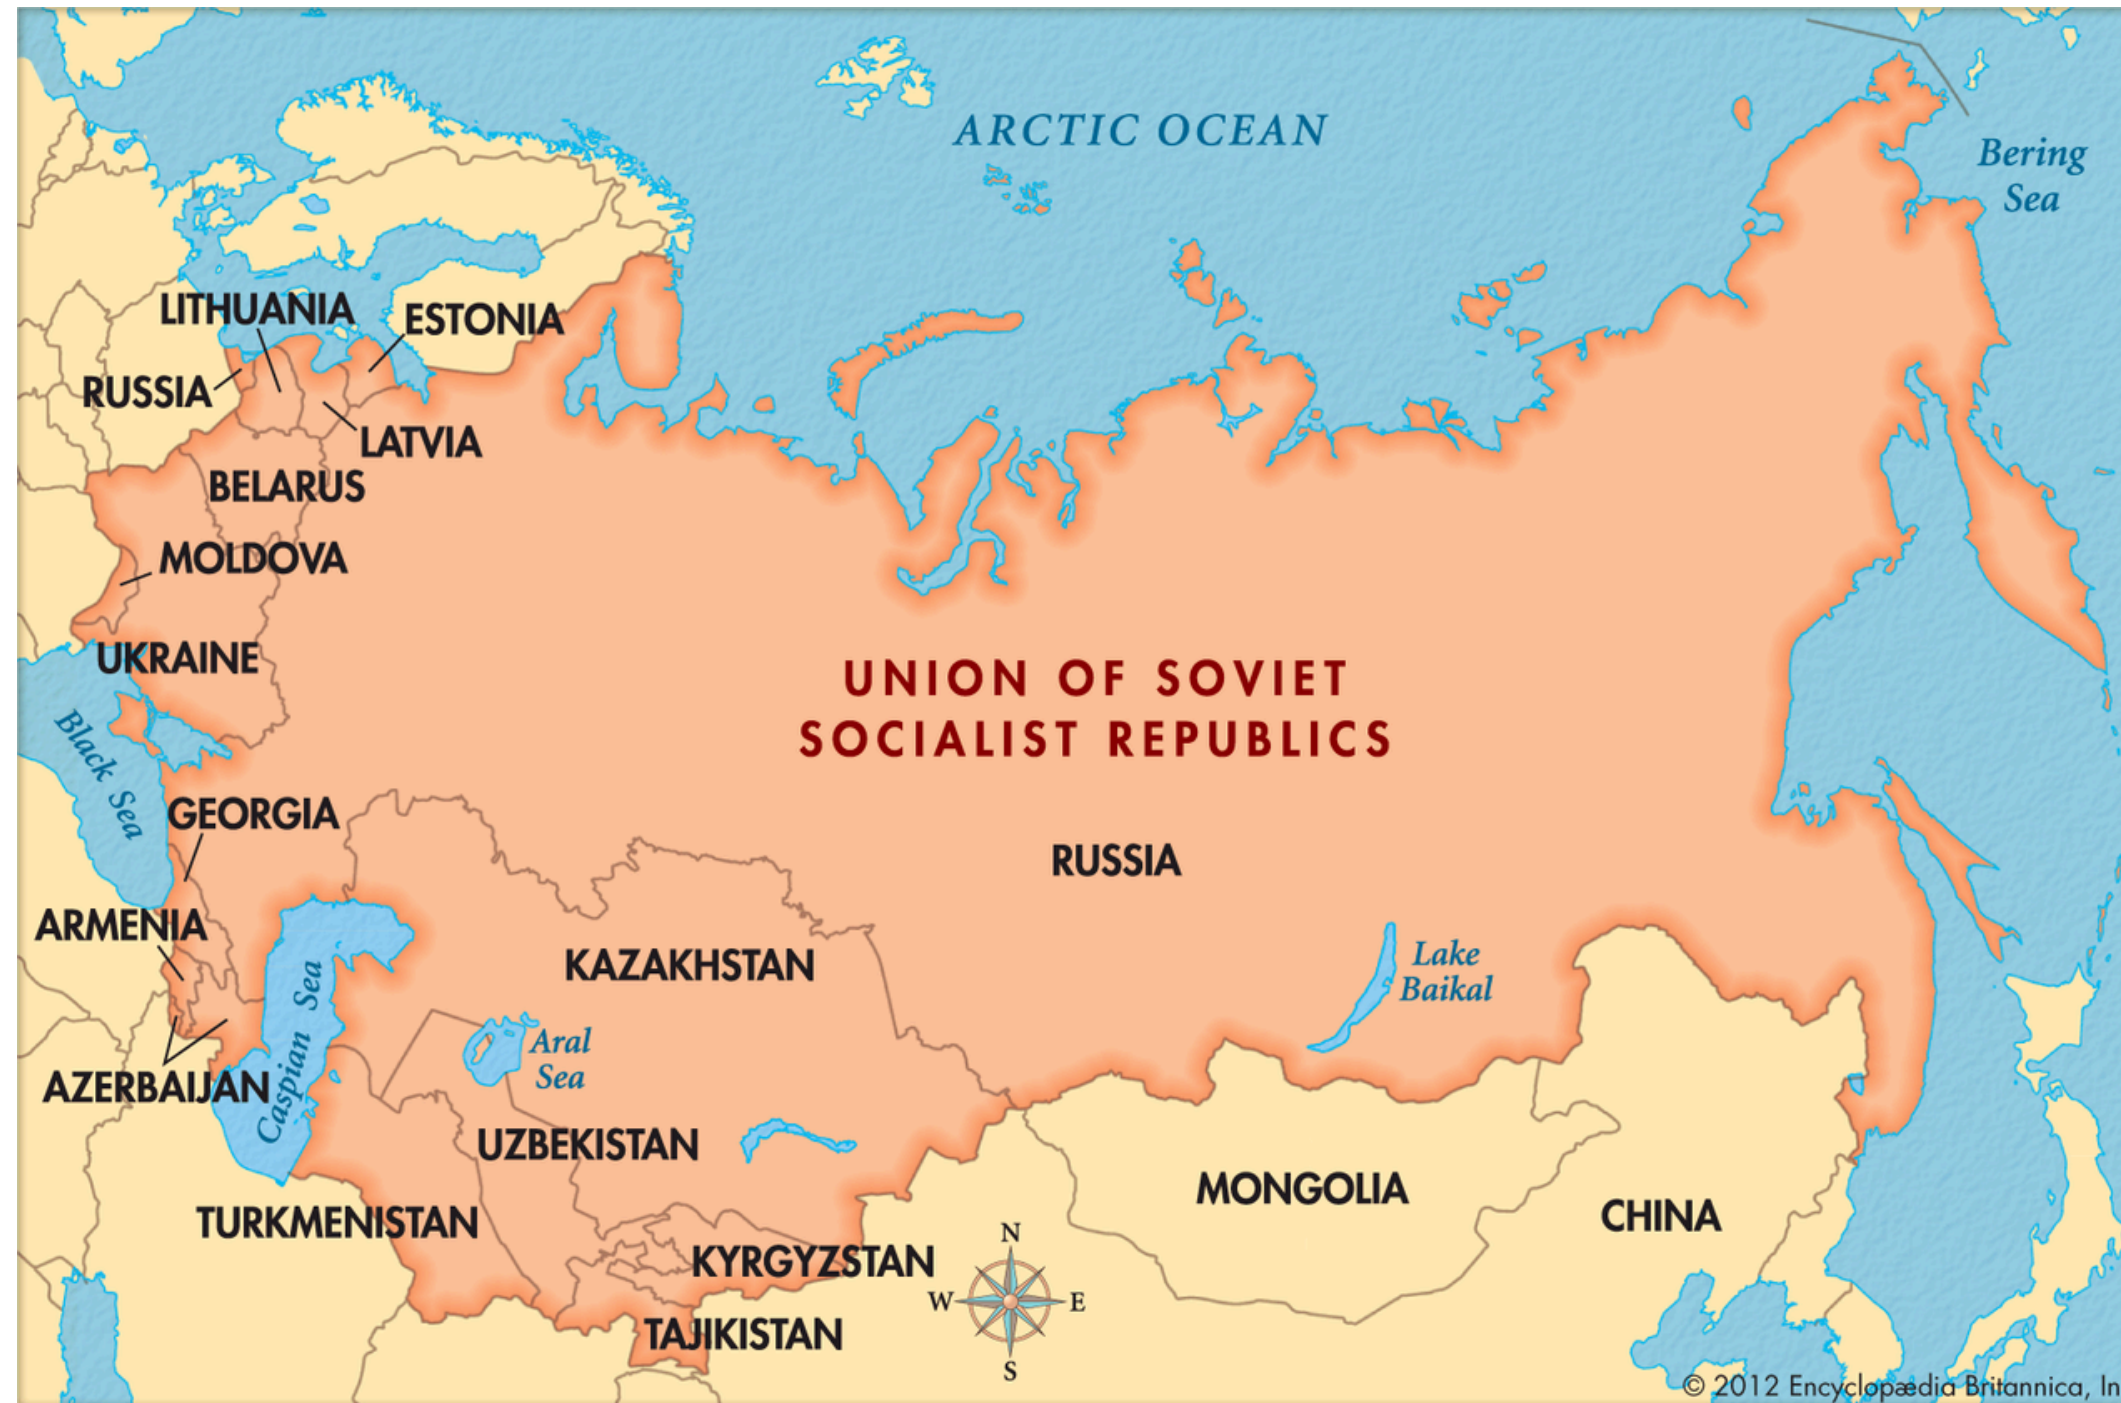 ARCTIC OCEAN
Bering
Sea
LITHUANIA
ESTONIA
RUSSIA
LATVIA
BELARUS
MOLDOVA
UKRAINE
UNION OF SOVIET
SOCIALIST REPUBLICS
Black Sea
GEORGIA
RUSSIA
ARMENIA
KAZAKHSTAN
Lake
Baikal
Caspian Sea
Aral
Sea
AZERBAIJAN
UZBEKISTAN
MONGOLIA
TURKMENISTAN
CHINA
N
KYRGYZSTAN
W
E
TAJIKISTAN
S
© 2012 Encyclopædia Britannica, In